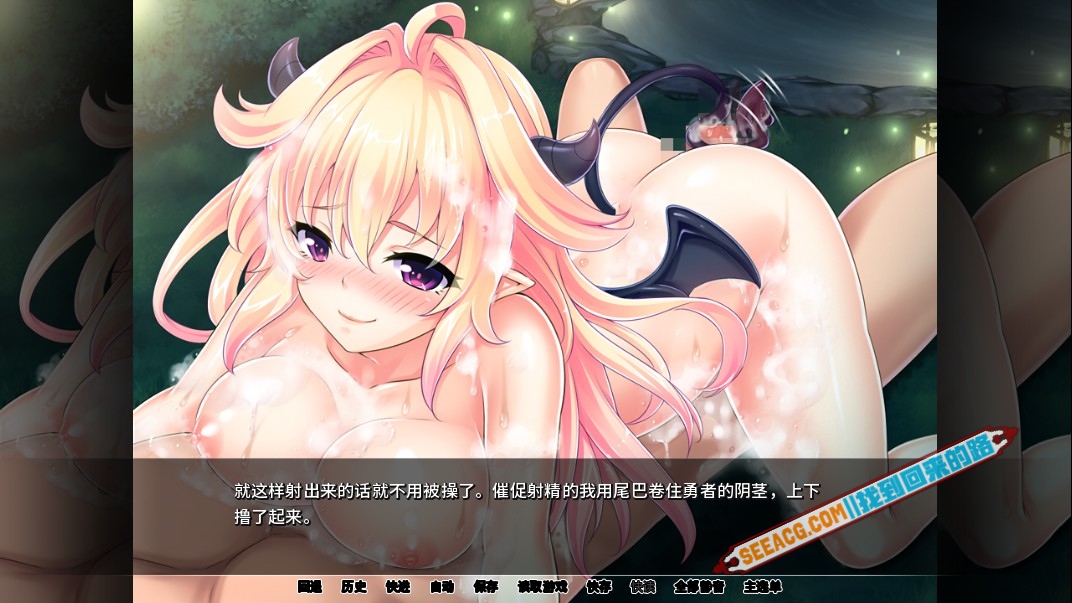 就这样射出来的话就不用被操了。催促射精的我用尾巴卷住勇者的阴茎，上下
撸了起来。
SEEACG.COM||找到回来的路
回退 历史 快进 自动 保存 读取游戏 快存 快读 全部静音 主选单